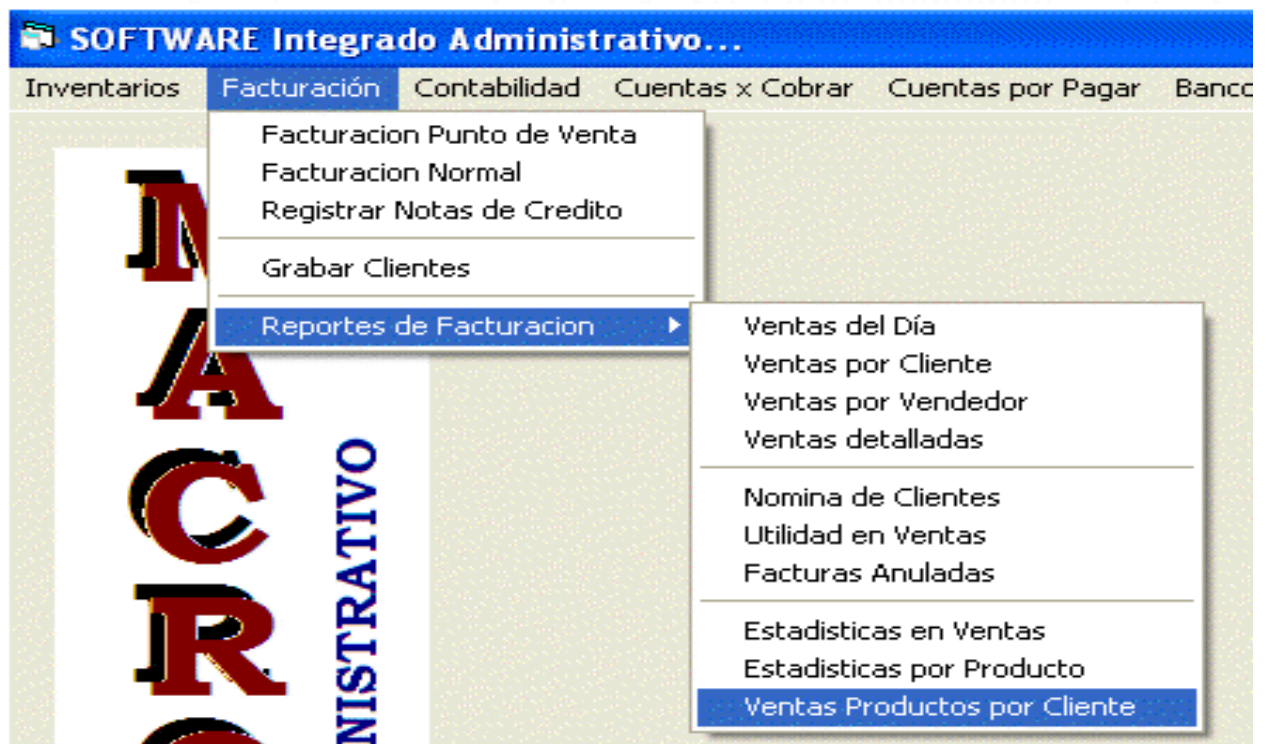 SOFTWARE Integrado Administrativo...
Inventarios Facturación Contabilidad Cuentas x Cobrar Cuentas por Pagar Banco
Facturacion Punto de Venta
Facturacion Normal
Registrar Notas de Credito
Grabar Clientes
Reportes de Facturacion
Ventas del Día
Ventas por Cliente
Ventas por Vendedor
Ventas detalladas
Nomina de Clientes
Utilidad en Ventas
Facturas Anuladas
Estadisticas en Ventas
Estadisticas por Producto
Ventas Productos por Cliente
MACRO
NISTRATIVO